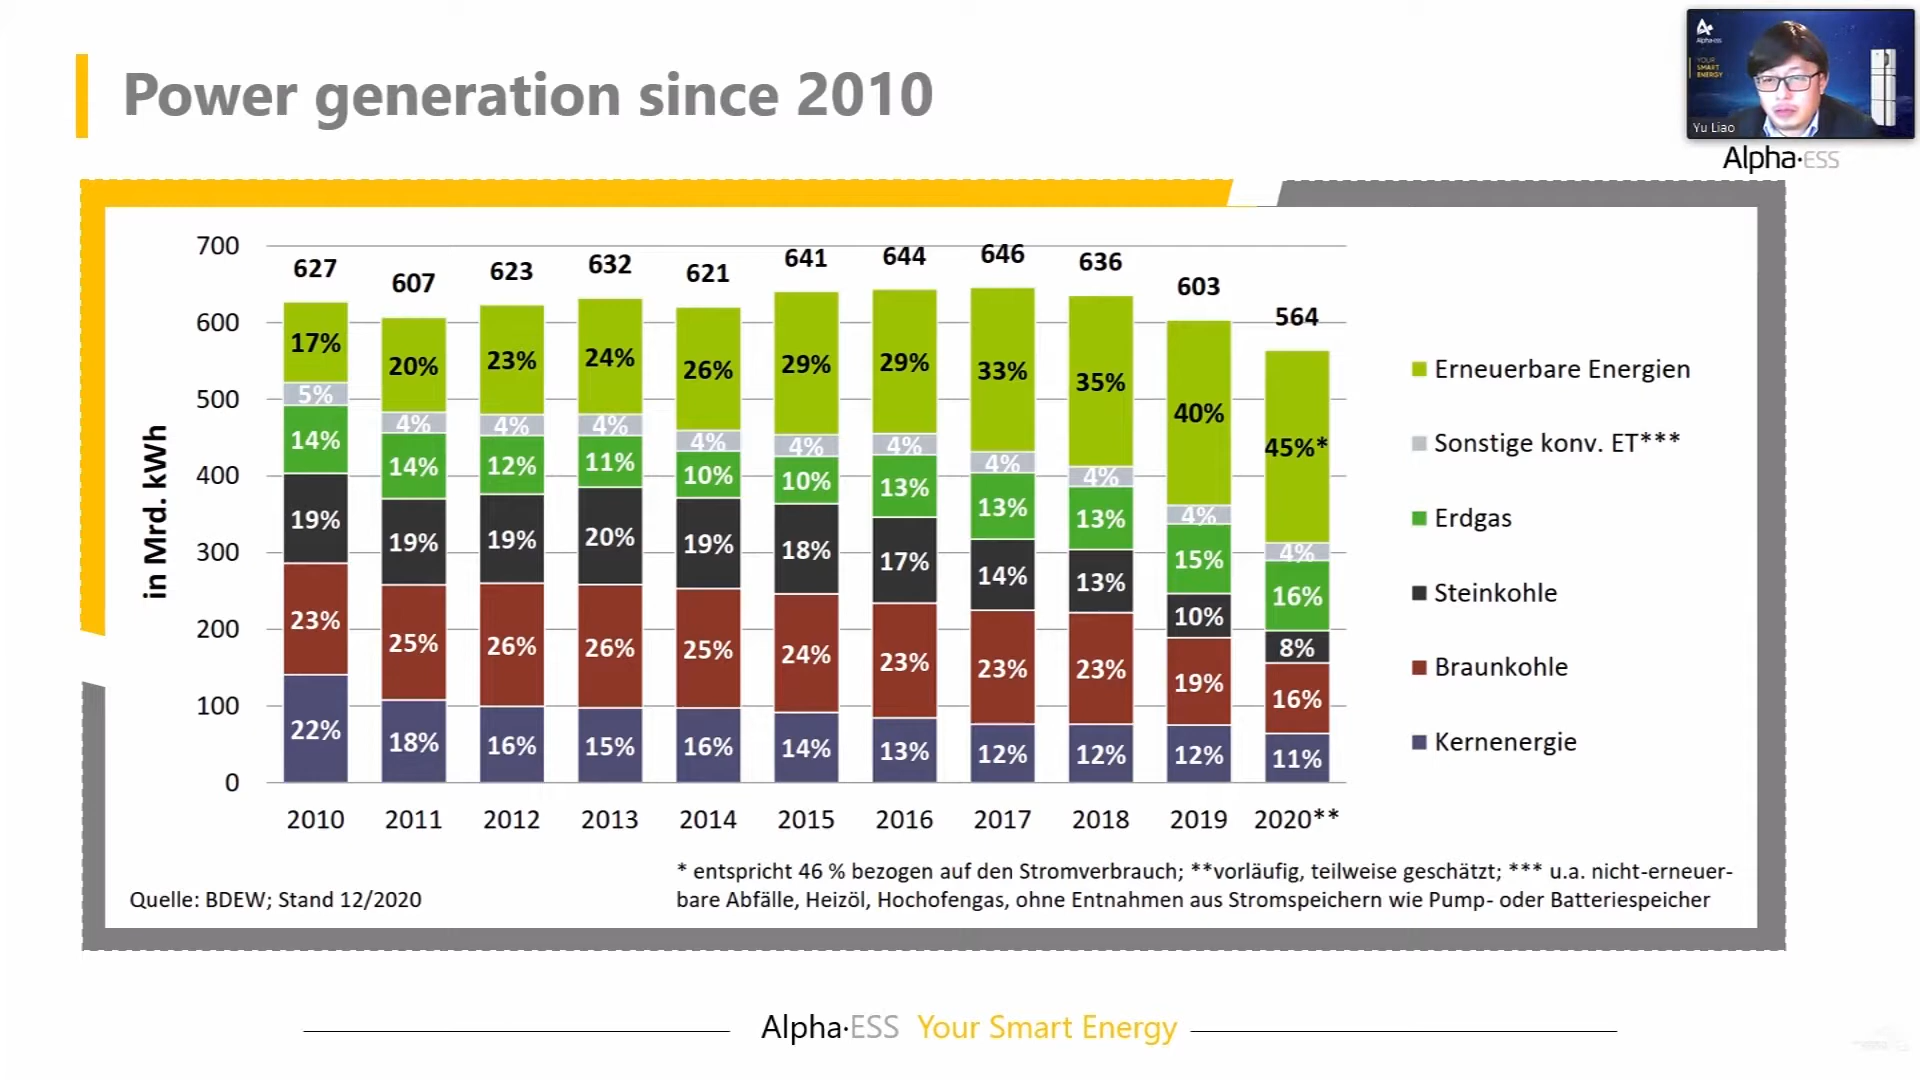 Power generation since 2010
Alpha·ESS
YOUR
SMART
ENERGY
Yu Liao
Alpha·ESS
in Mrd. kWh
700
600
500
400
300
200
100
0
627 607 623 632 621 641 644 646 636 603 564
17% 20% 23% 24% 26% 29% 29% 33% 35% 40% 45%*
5% 4% 4% 4% 4% 4% 4% 4% 4% 4% 4%
14% 14% 12% 11% 10% 10% 13% 13% 13% 15% 16%
19% 19% 19% 20% 19% 18% 17% 14% 13% 10% 8%
23% 25% 26% 26% 25% 24% 23% 23% 23% 19% 16%
22% 18% 16% 15% 16% 14% 13% 12% 12% 12% 11%
2010 2011 2012 2013 2014 2015 2016 2017 2018 2019 2020**
Erneuerbare Energien
Sonstige konv. ET***
Erdgas
Steinkohle
Braunkohle
Kernenergie
* entspricht 46 % bezogen auf den Stromverbrauch; **vorläufig, teilweise geschätzt; *** u.a. nicht-erneuer-
bare Abfälle, Heizöl, Hochofengas, ohne Entnahmen aus Stromspeichern wie Pump- oder Batteriespeicher
Quelle: BDEW; Stand 12/2020
Alpha·ESS Your Smart Energy